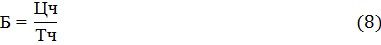 Б = Цч / Тч (8)